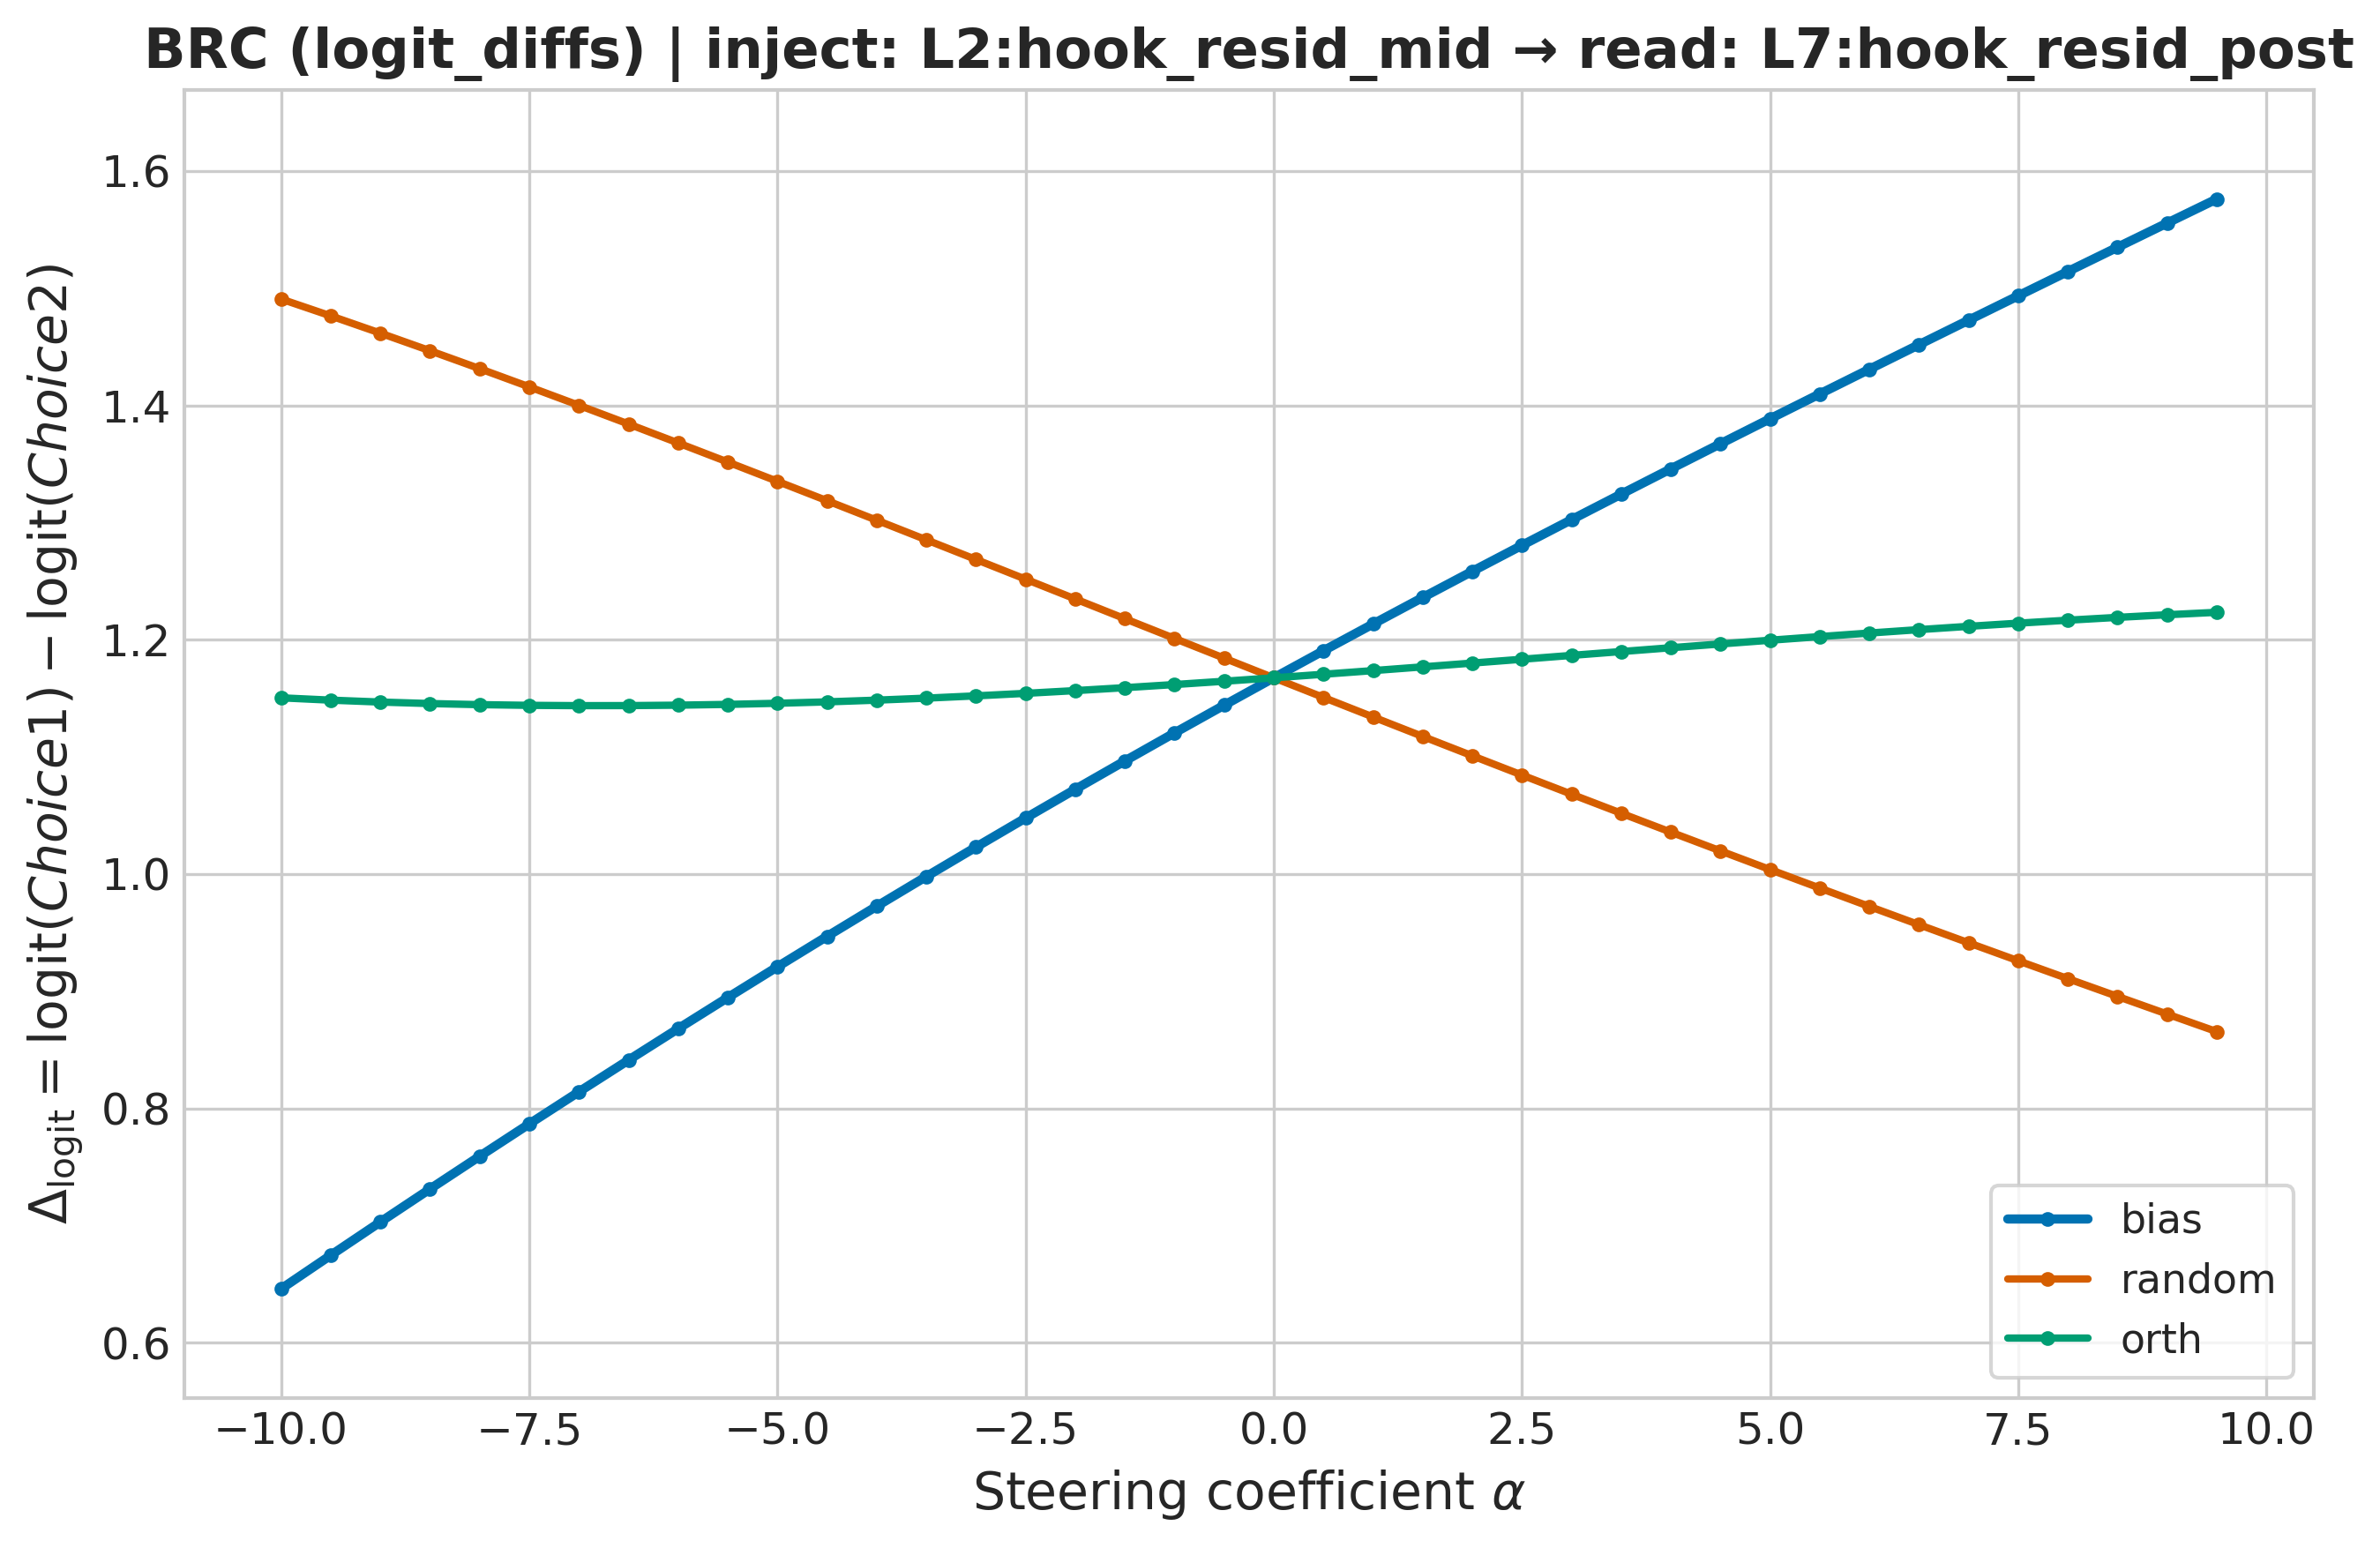 BRC (logit_diffs) | inject: L2:hook_resid_mid → read: L7:hook_resid_post
Δlogit = logit(Choice1) − logit(Choice2)
1.6
1.4
1.2
1.0
0.8
0.6
bias
random
orth
−10.0 −7.5 −5.0 −2.5 0.0 2.5 5.0 7.5 10.0
Steering coefficient α